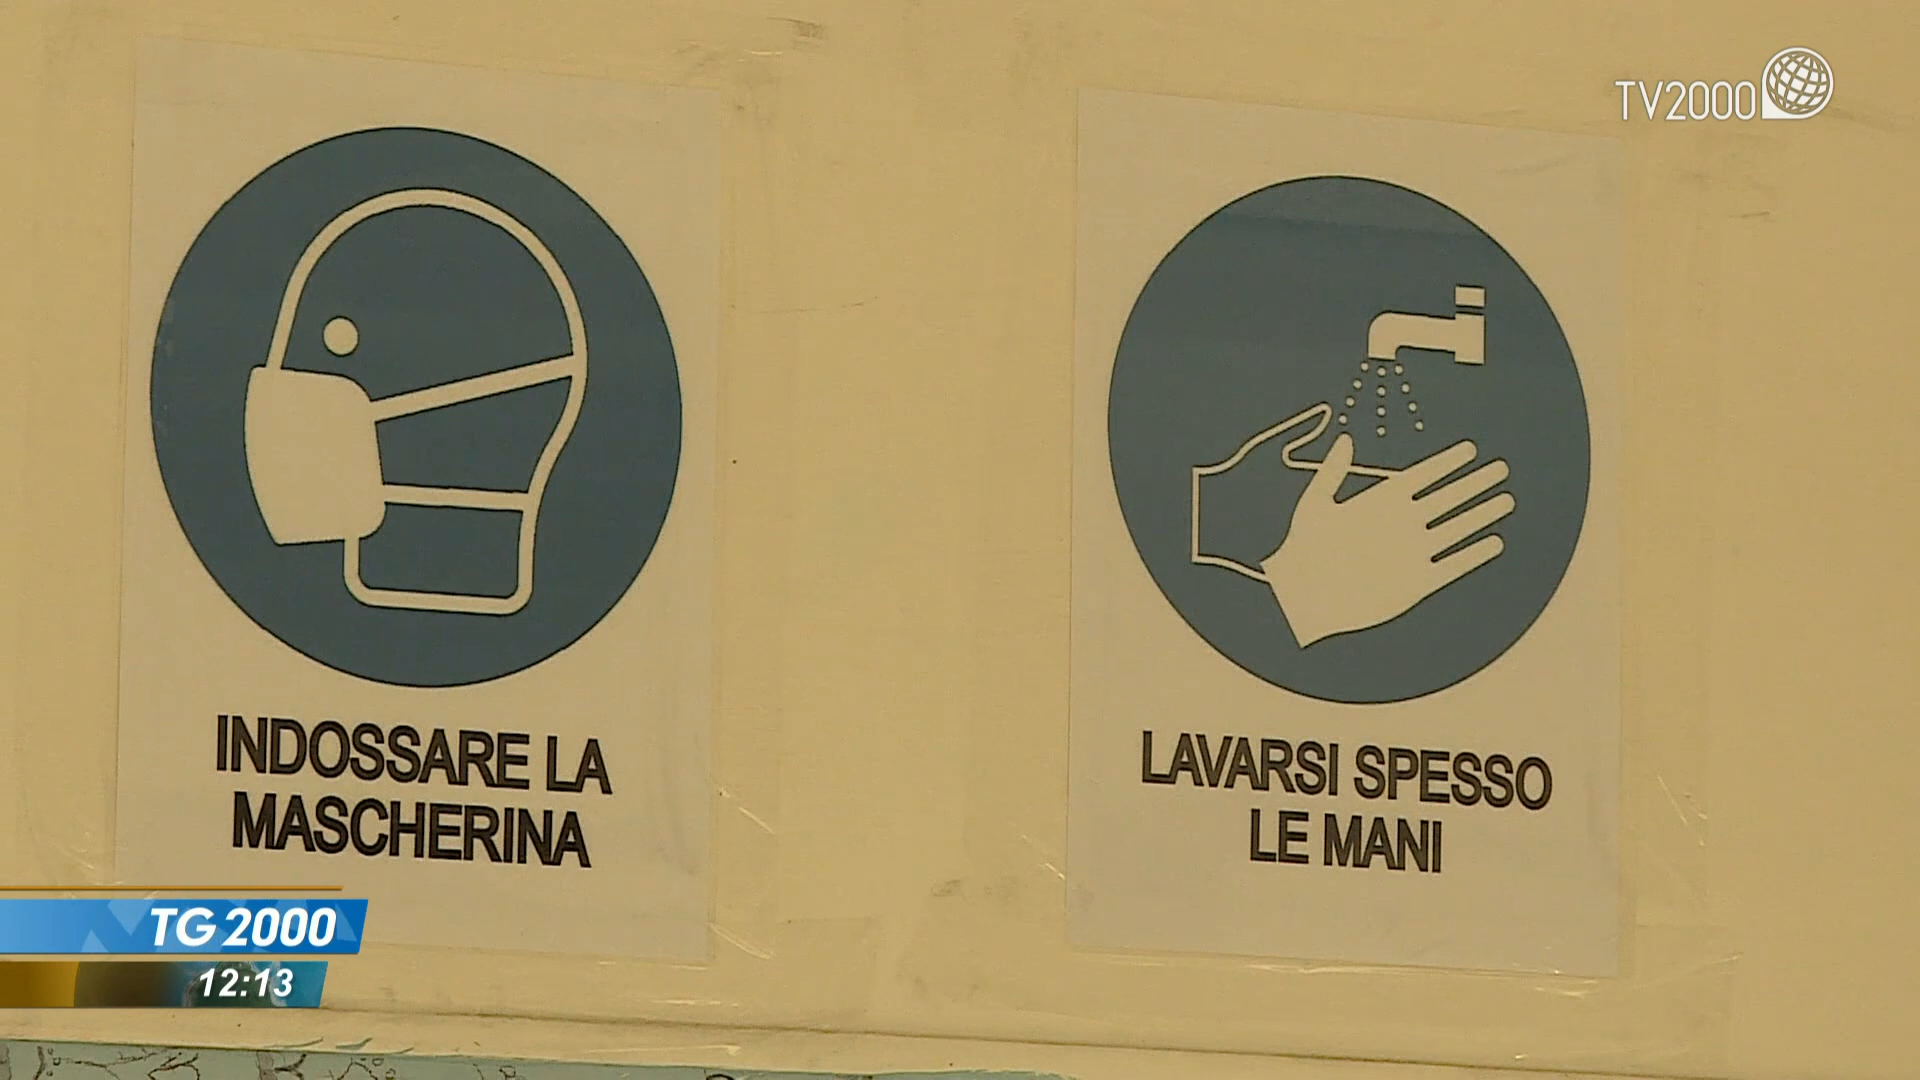 TV2000
INDOSSARE LA
MASCHERINA
LAVARSI SPESSO
LE MANI
TG 2000
12:13